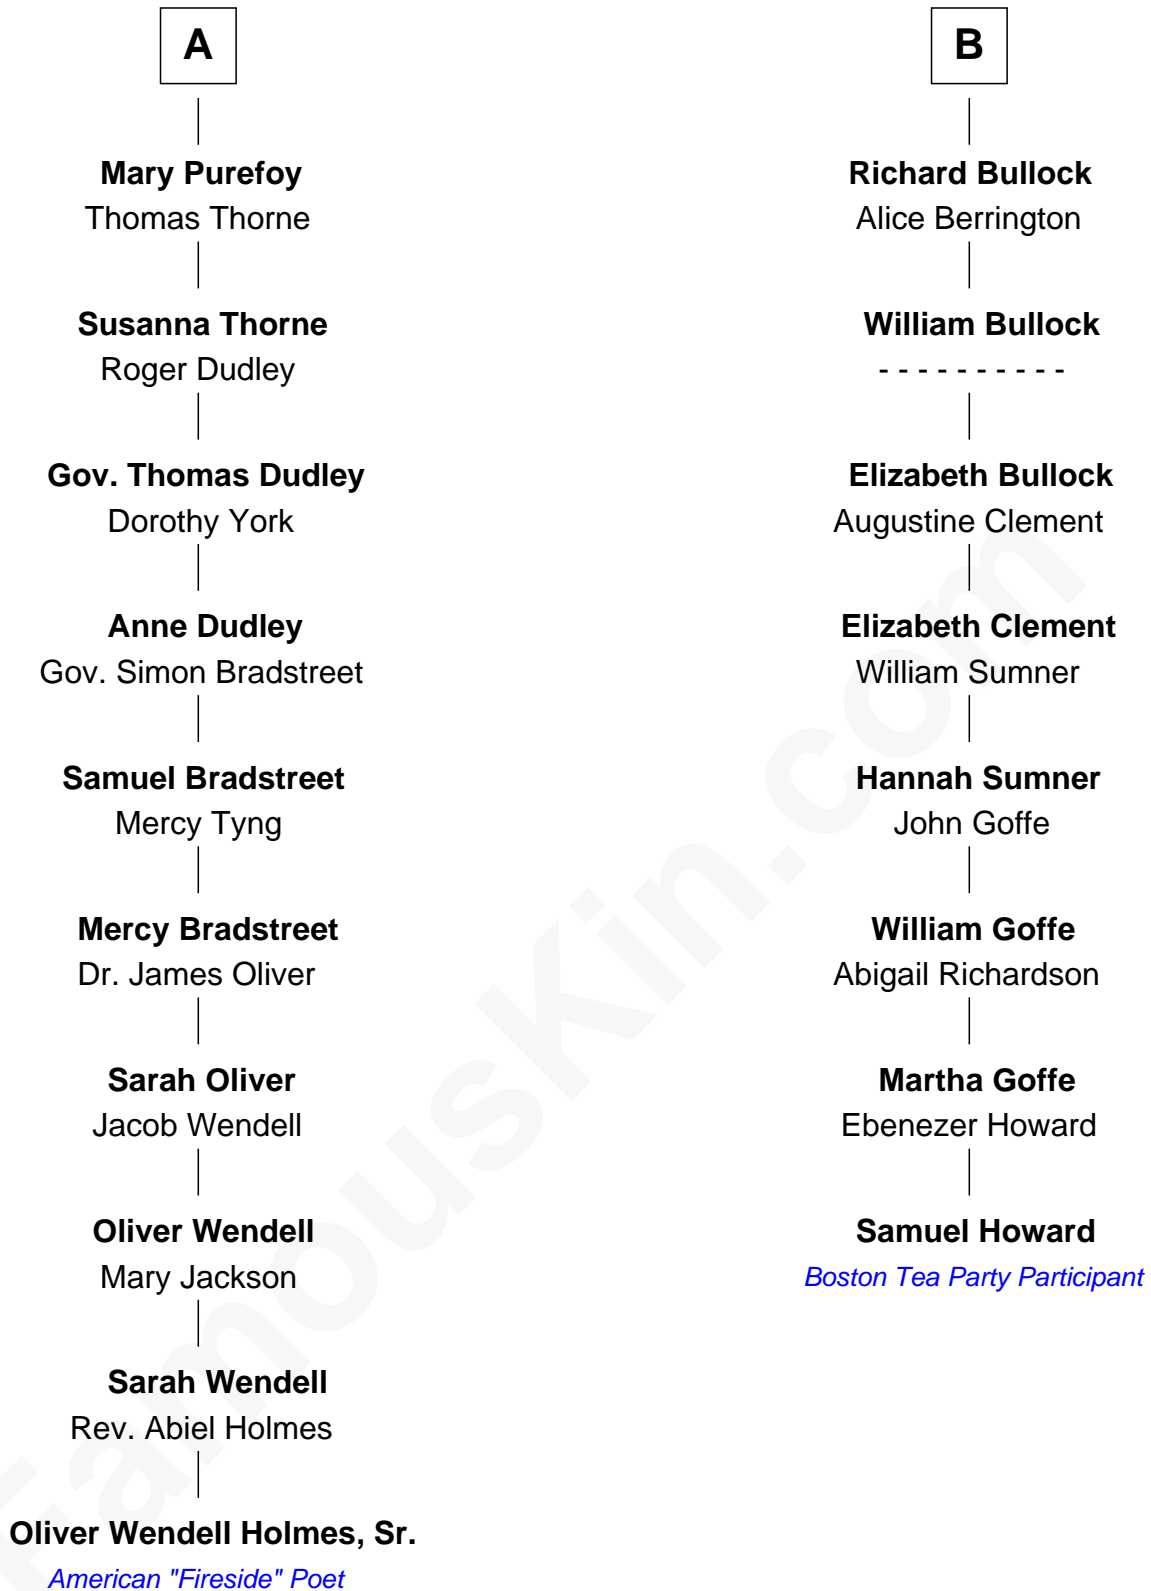 A
Mary Purefoy
Thomas Thorne
Susanna Thorne
Roger Dudley
Gov. Thomas Dudley
Dorothy York
Anne Dudley
Gov. Simon Bradstreet
Samuel Bradstreet
Mercy Tyng
Mercy Bradstreet
Dr. James Oliver
Sarah Oliver
Jacob Wendell
Oliver Wendell
Mary Jackson
Sarah Wendell
Rev. Abiel Holmes
Oliver Wendell Holmes, Sr.
American "Fireside" Poet
B
Richard Bullock
Alice Berrington
William Bullock
- - - - - - - - - -
Elizabeth Bullock
Augustine Clement
Elizabeth Clement
William Sumner
Hannah Sumner
John Goffe
William Goffe
Abigail Richardson
Martha Goffe
Ebenezer Howard
Samuel Howard
Boston Tea Party Participant
FamousKin.com